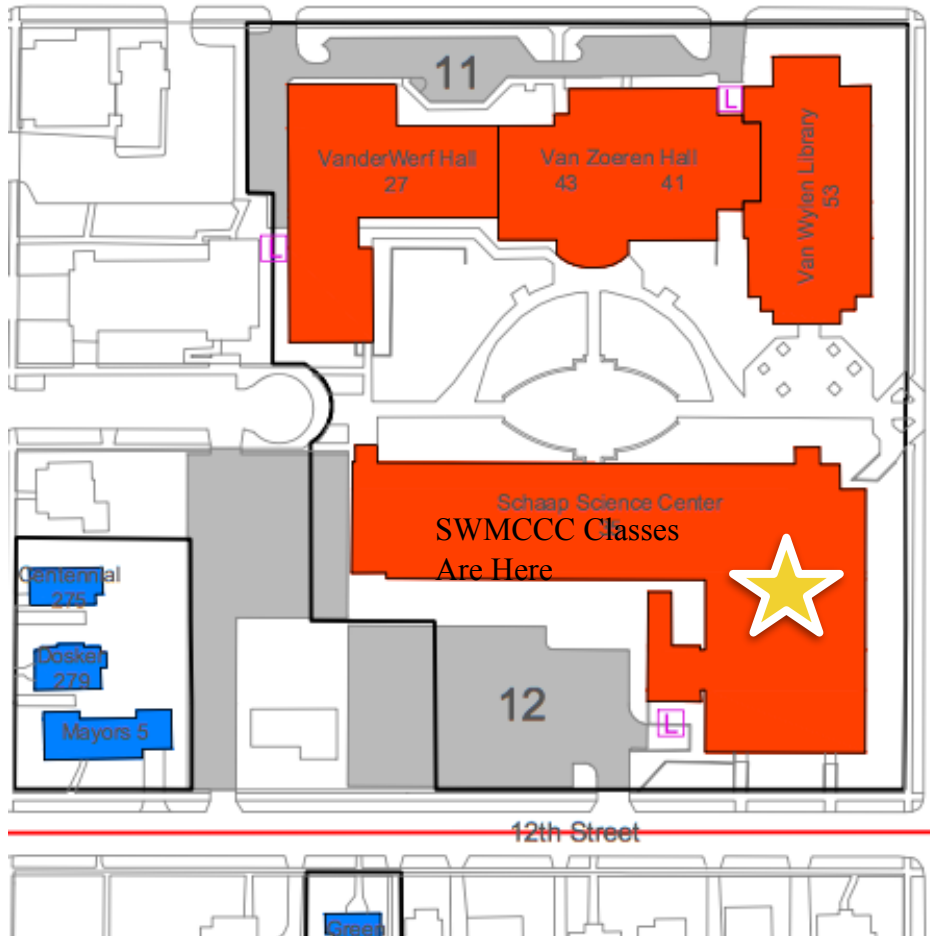 11
L
VanderWerf Hall
27
Van Zoeren Hall
43 41
Van Wylen Library
53
L
Schaap Science Center
SWMCCC Classes
Are Here
Centennial
275
Dosker
279
Mayors 5
12
L
12th Street
Green